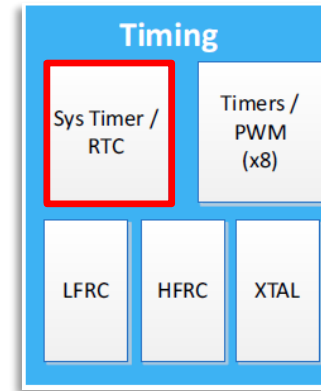 Timing
Sys Timer /
RTC
Timers /
PWM
(x8)
LFRC
HFRC
XTAL